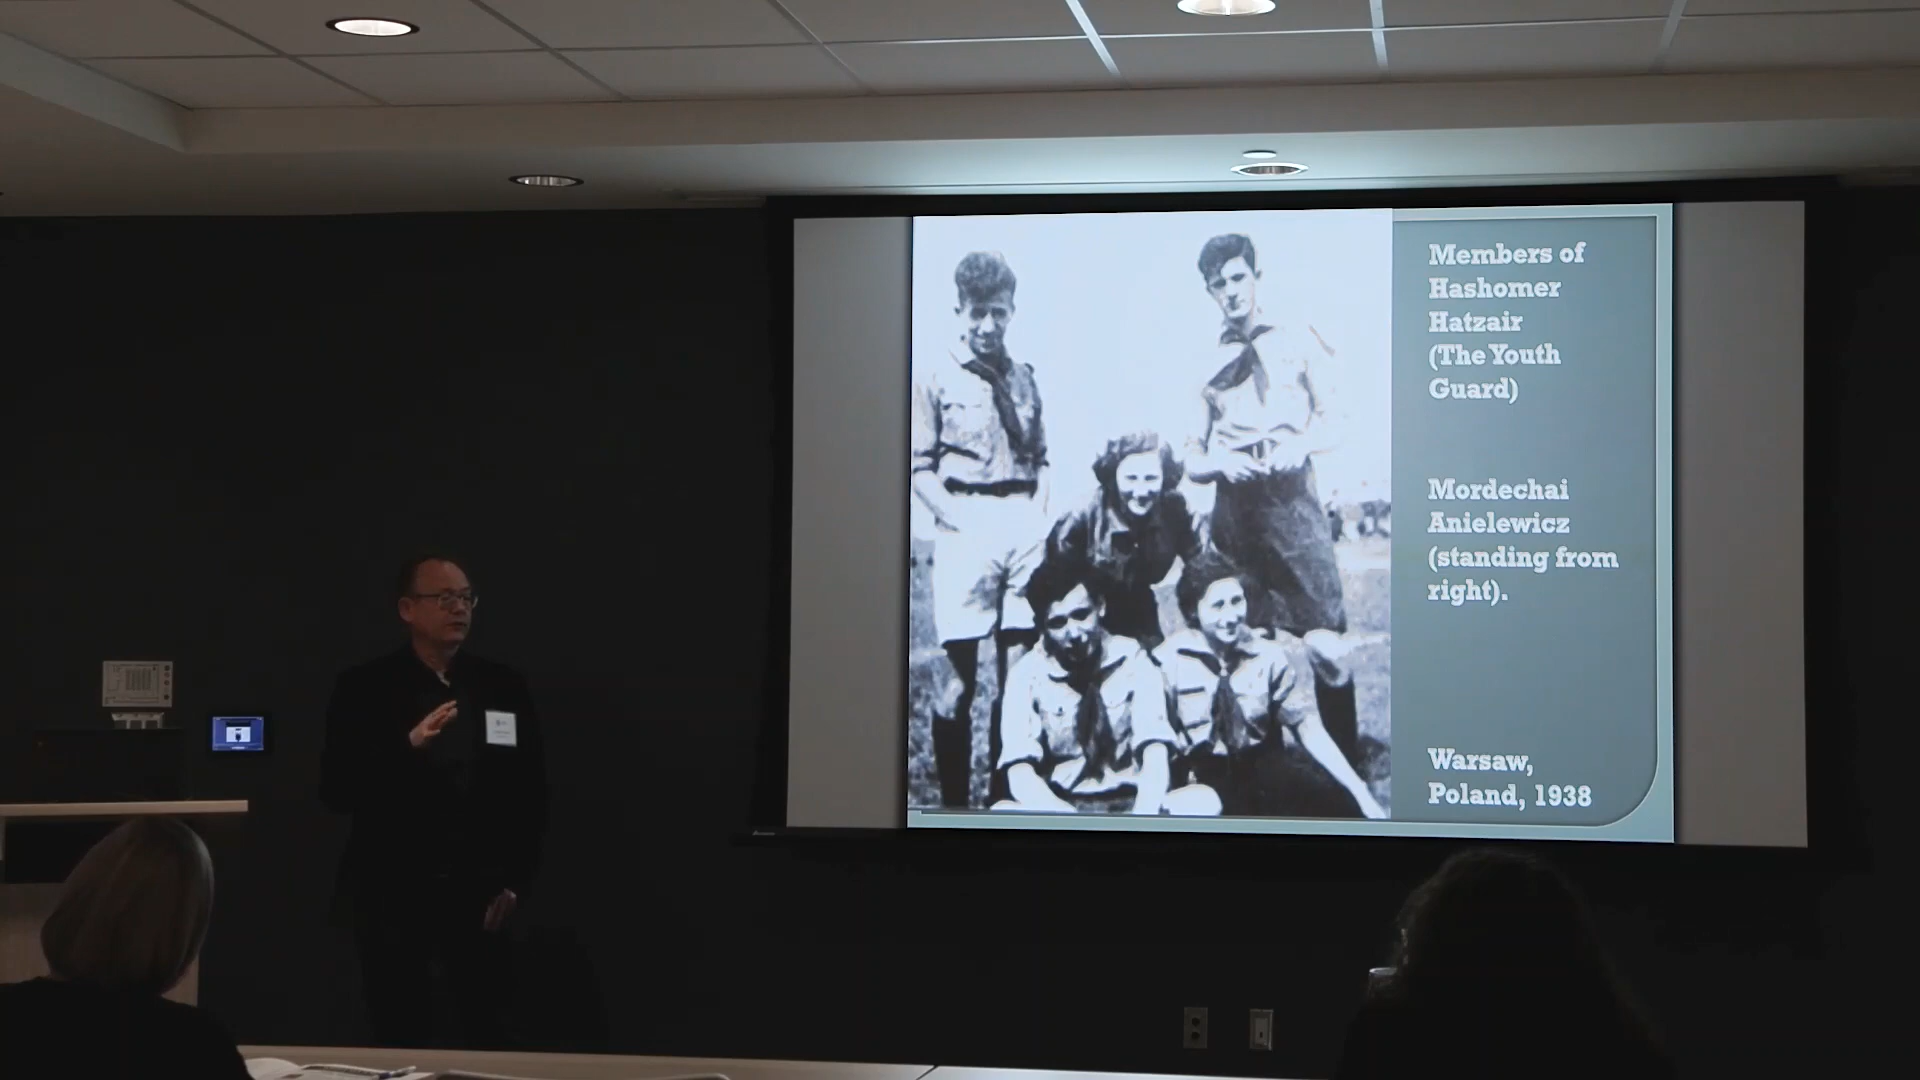 Members of
Hashomer
Hatzair
(The Youth
Guard)
Mordechai
Anielewicz
(standing from
right).
Warsaw,
Poland, 1938